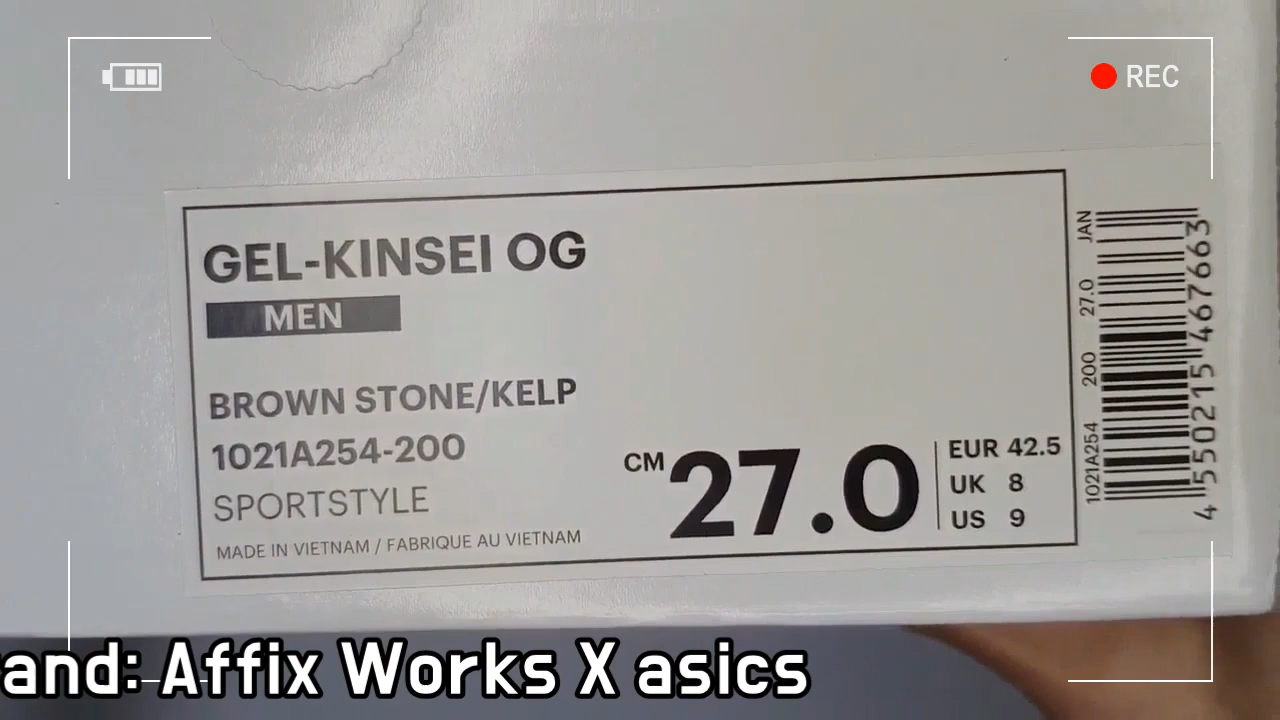 REC
GEL-KINSEI OG
MEN
BROWN STONE/KELP
1021A254-200
SPORTSTYLE
MADE IN VIETNAM / FABRIQUE AU VIETNAM
CM 27.0
EUR 42.5
UK 8
US 9
1021A254 200 27.0 JAN
4 550215 467663
and: Affix Works X asics